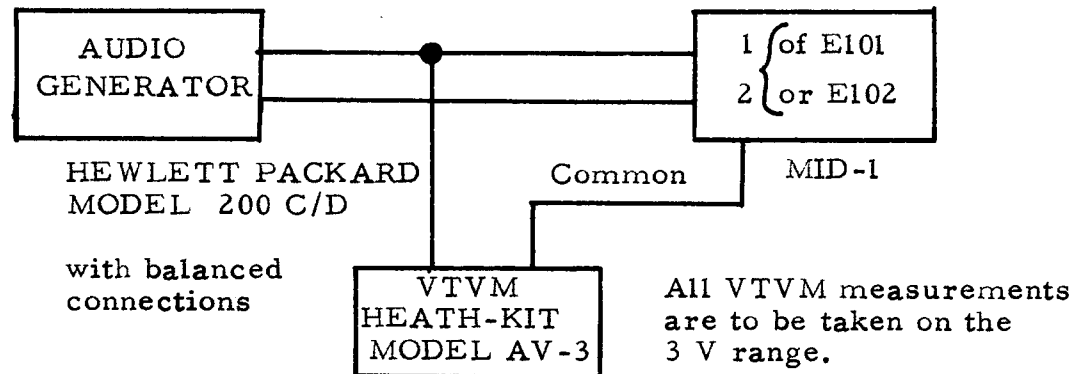 AUDIO
GENERATOR
1 { of E101
2 { or E102
HEWLETT PACKARD
MODEL 200 C/D
Common
MID-1
with balanced
connections
VTVM
HEATH-KIT
MODEL AV-3
All VTVM measurements
are to be taken on the
3 V range.